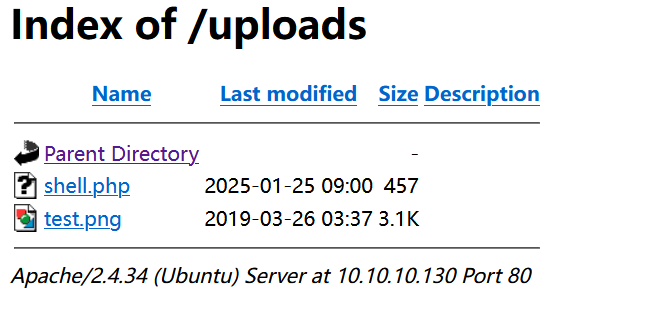 Index of /uploads
Name Last modified Size Description
Parent Directory -
shell.php 2025-01-25 09:00 457
test.png 2019-03-26 03:37 3.1K
Apache/2.4.34 (Ubuntu) Server at 10.10.10.130 Port 80